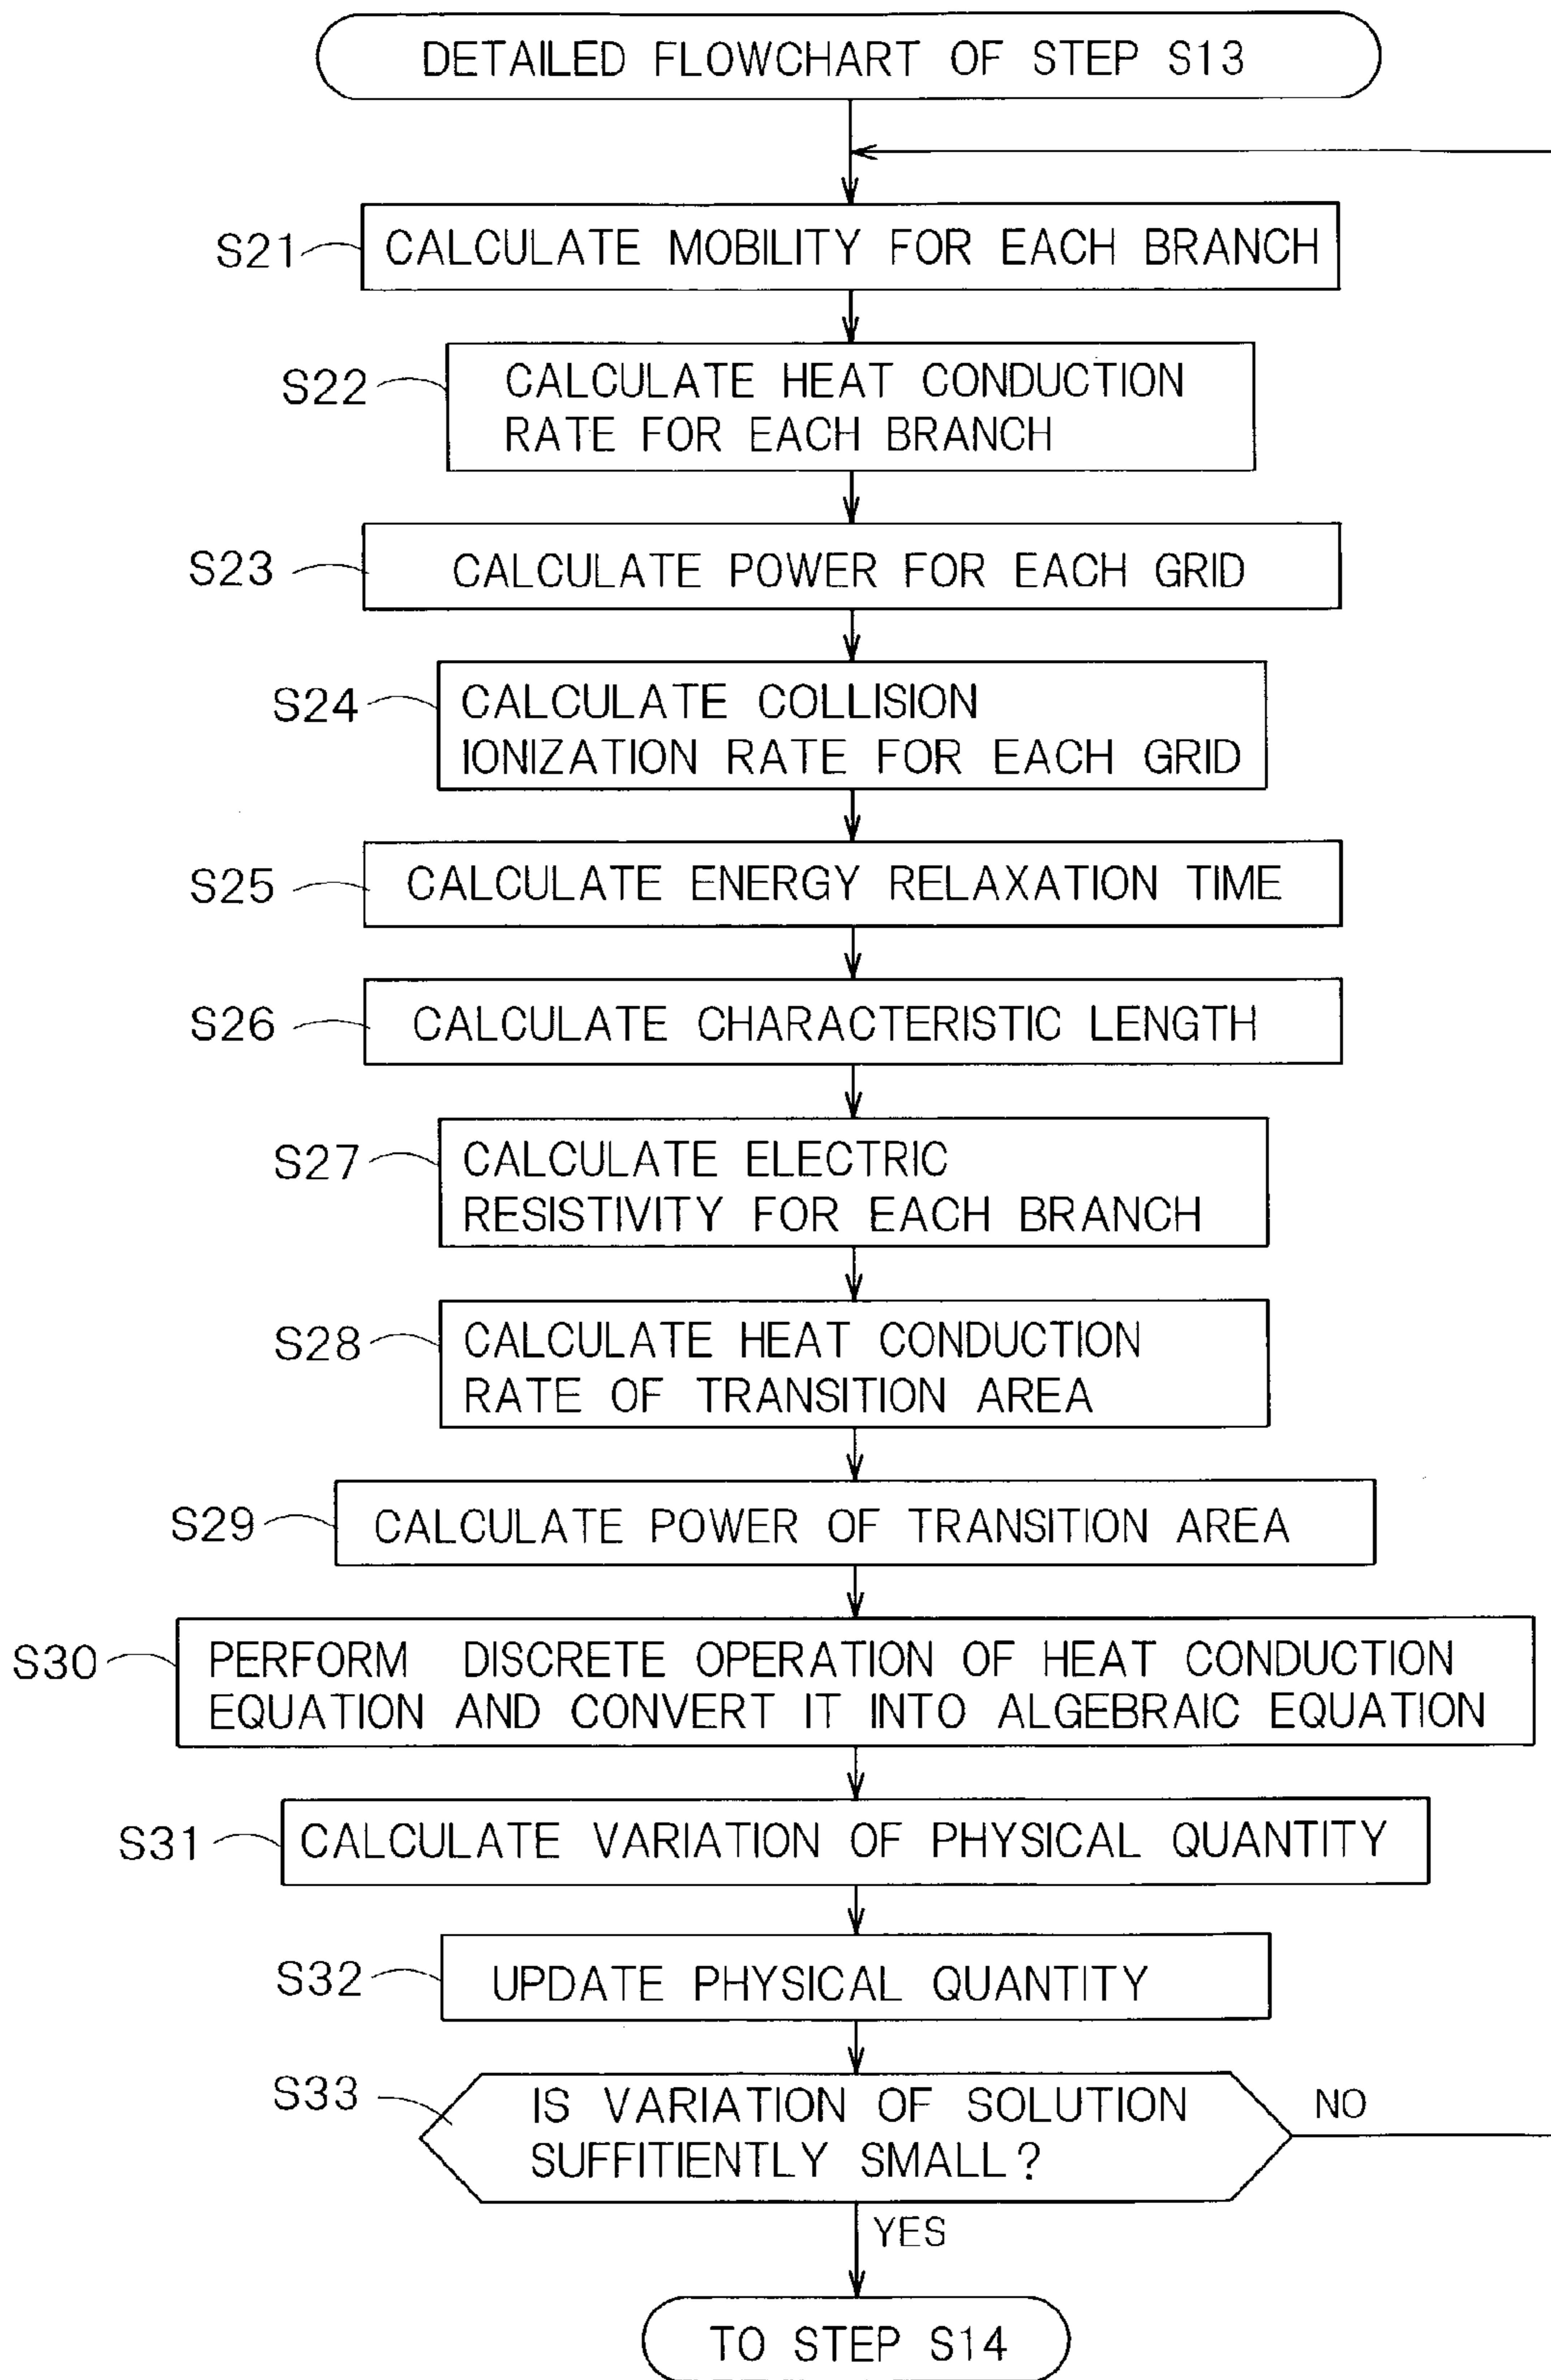 DETAILED FLOWCHART OF STEP S13
S21
CALCULATE MOBILITY FOR EACH BRANCH
S22
CALCULATE HEAT CONDUCTION
RATE FOR EACH BRANCH
S23
CALCULATE POWER FOR EACH GRID
S24
CALCULATE COLLISION
IONIZATION RATE FOR EACH GRID
S25
CALCULATE ENERGY RELAXATION TIME
S26
CALCULATE CHARACTERISTIC LENGTH
S27
CALCULATE ELECTRIC
RESISTIVITY FOR EACH BRANCH
S28
CALCULATE HEAT CONDUCTION
RATE OF TRANSITION AREA
S29
CALCULATE POWER OF TRANSITION AREA
S30
PERFORM DISCRETE OPERATION OF HEAT CONDUCTION
EQUATION AND CONVERT IT INTO ALGEBRAIC EQUATION
S31
CALCULATE VARIATION OF PHYSICAL QUANTITY
S32
UPDATE PHYSICAL QUANTITY
S33
IS VARIATION OF SOLUTION
SUFFITIENTLY SMALL?
NO
YES
TO STEP S14